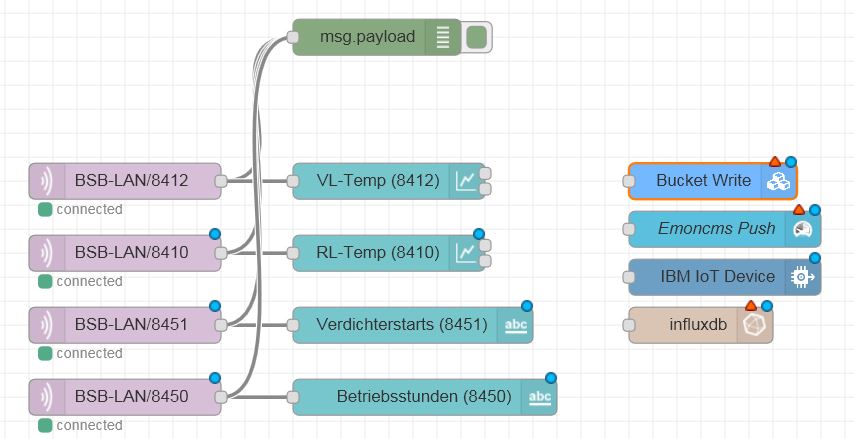 msg.payload
BSB-LAN/8412
VL-Temp (8412)
Bucket Write
connected
Emoncms Push
BSB-LAN/8410
RL-Temp (8410)
IBM IoT Device
connected
BSB-LAN/8451
Verdichterstarts (8451)
abc
influxdb
connected
BSB-LAN/8450
Betriebsstunden (8450)
abc
connected